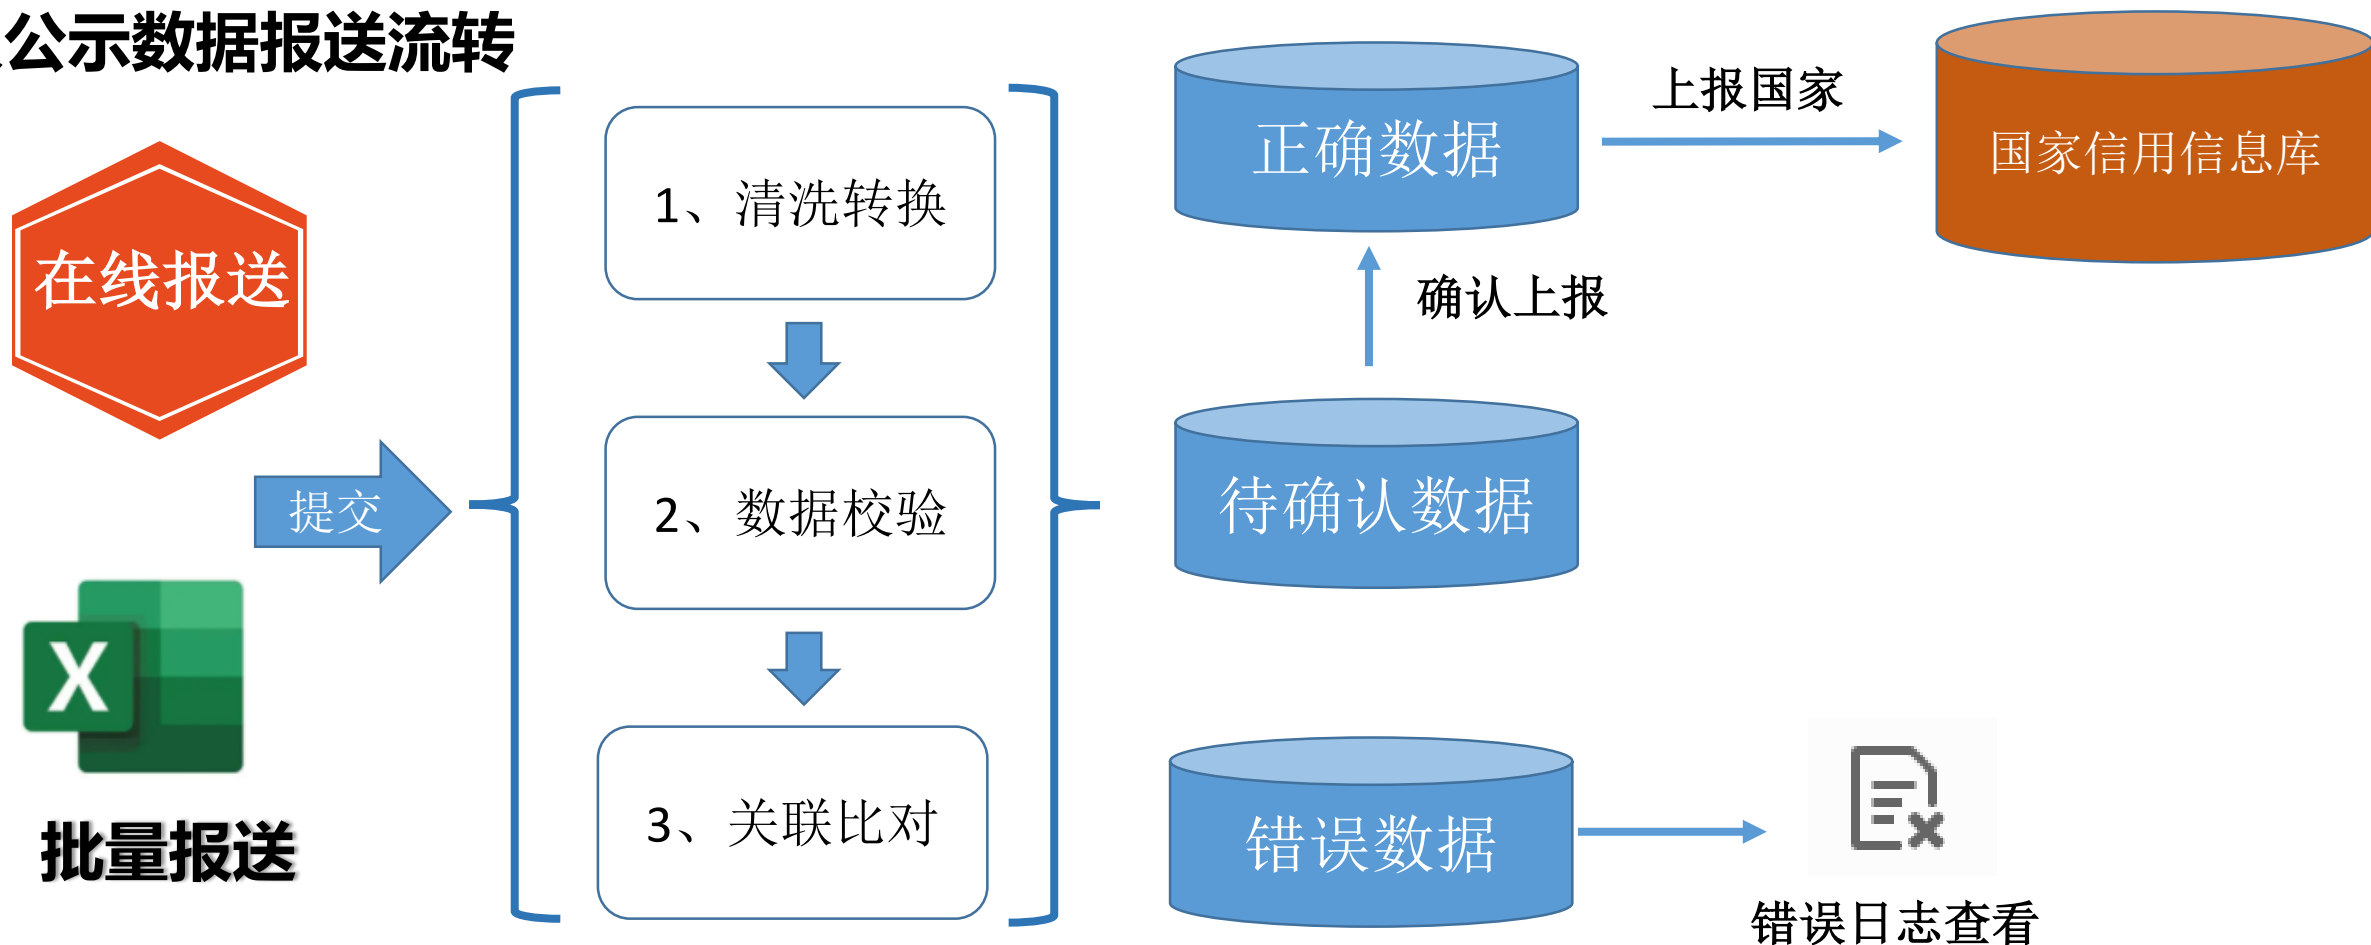 公示数据报送流转
在线报送
提交
X
批量报送
1、清洗转换
2、数据校验
3、关联比对
正确数据
上报国家
国家信用信息库
确认上报
待确认数据
错误数据
错误日志查看